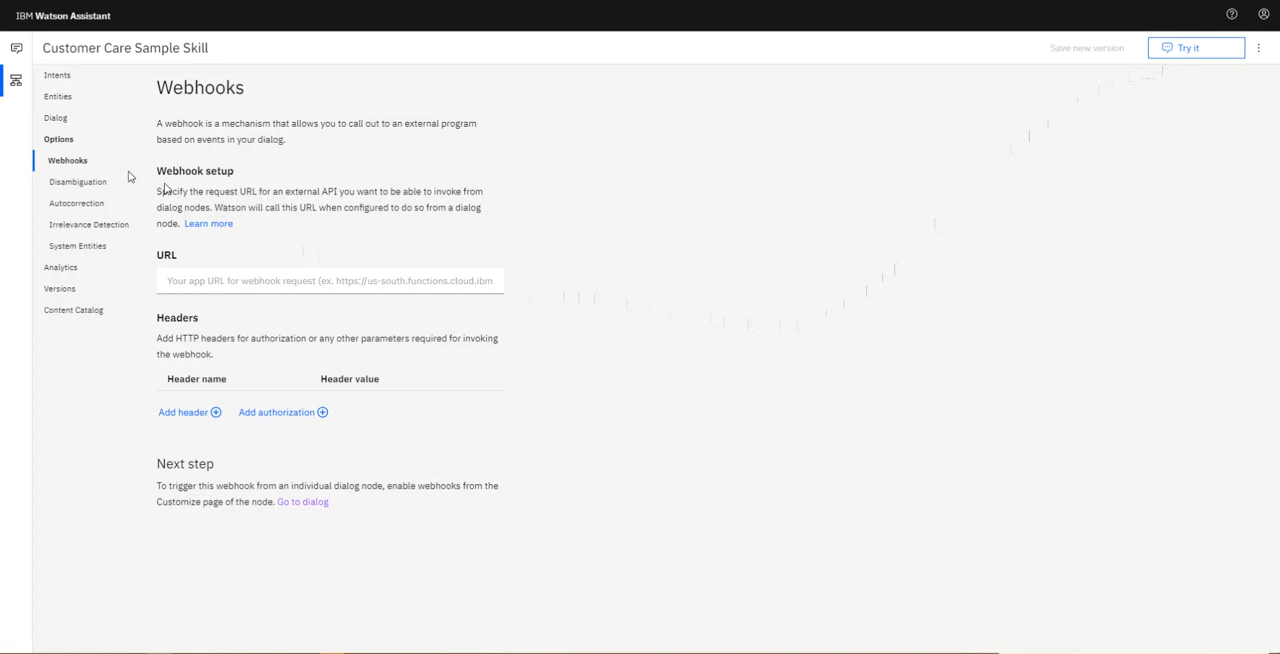 IBM Watson Assistant
Customer Care Sample Skill
Save new version
Try it
Intents
Entities
Dialog
Options
Webhooks
Disambiguation
Autocorrection
Irrelevance Detection
System Entities
Analytics
Versions
Content Catalog
Webhooks
A webhook is a mechanism that allows you to call out to an external program
based on events in your dialog.
Webhook setup
Specify the request URL for an external API you want to be able to invoke from
dialog nodes. Watson will call this URL when configured to do so from a dialog
node. Learn more
URL
Your app URL for webhook request (ex. https://us-south.functions.cloud.ibm
Headers
Add HTTP headers for authorization or any other parameters required for invoking
the webhook.
Header name Header value
Add header Add authorization
Next step
To trigger this webhook from an individual dialog node, enable webhooks from the
Customize page of the node. Go to dialog